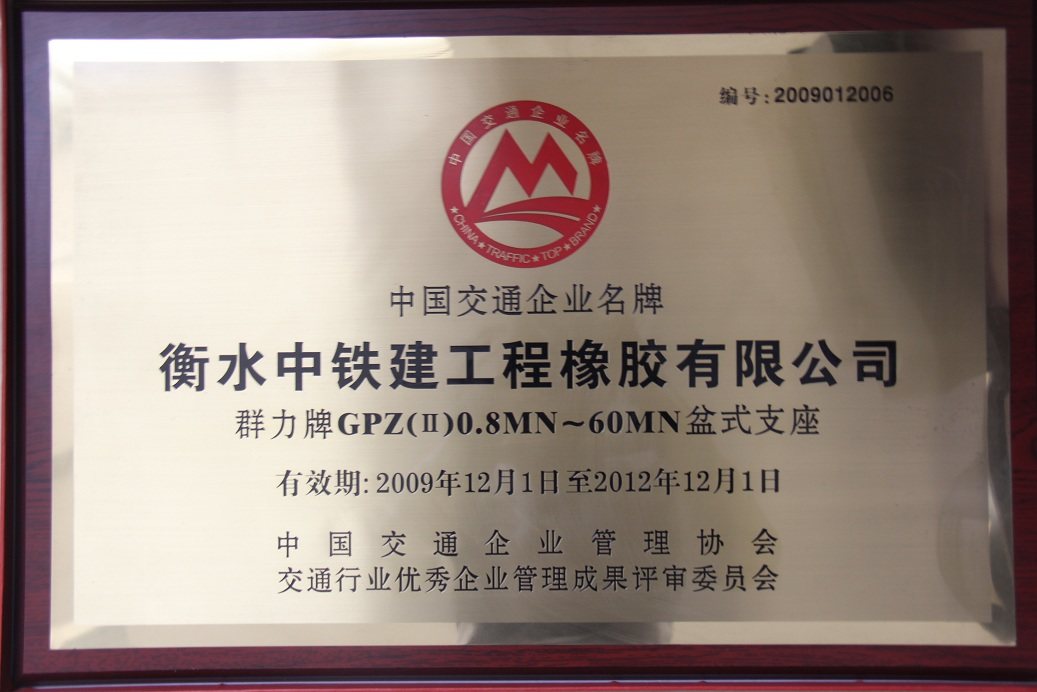 编号:2009012006
中国交通企业名牌
★CHINA★TRAFFIC★TOP★BRAND★
中国交通企业名牌
衡水中铁建工程橡胶有限公司
群力牌GPZ(Ⅱ)0.8MN~60MN盆式支座
有效期:2009年12月1日至2012年12月1日
中国交通企业管理协会
交通行业优秀企业管理成果评审委员会